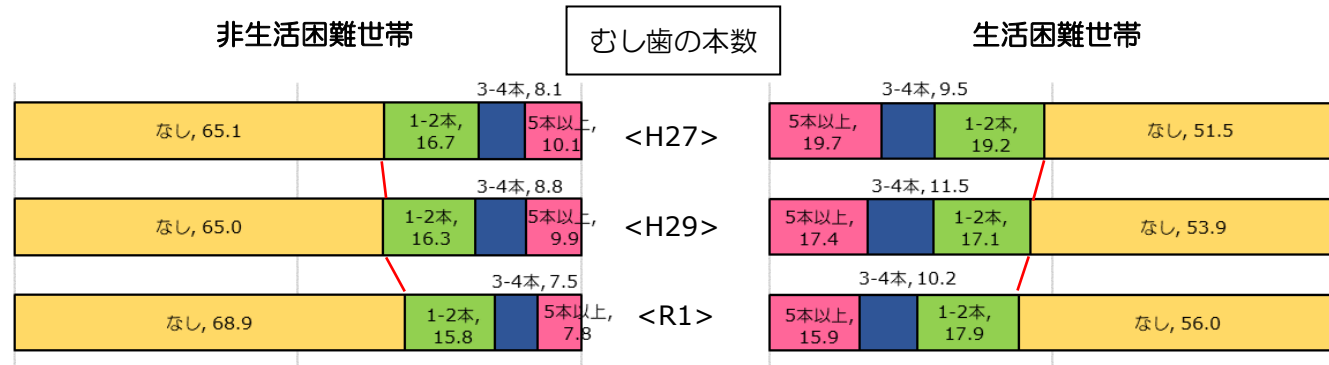 非生活困難世帯
むし歯の本数
生活困難世帯
3-4本, 8.1
なし, 65.1
1-2本,
16.7
5本以上,
10.1
<H27>
3-4本, 9.5
5本以上,
19.7
1-2本,
19.2
なし, 51.5
3-4本, 8.8
なし, 65.0
1-2本,
16.3
5本以上,
9.9
<H29>
3-4本, 11.5
5本以上,
17.4
1-2本,
17.1
なし, 53.9
3-4本, 7.5
なし, 68.9
1-2本,
15.8
5本以上,
7.8
<R1>
3-4本, 10.2
5本以上,
15.9
1-2本,
17.9
なし, 56.0